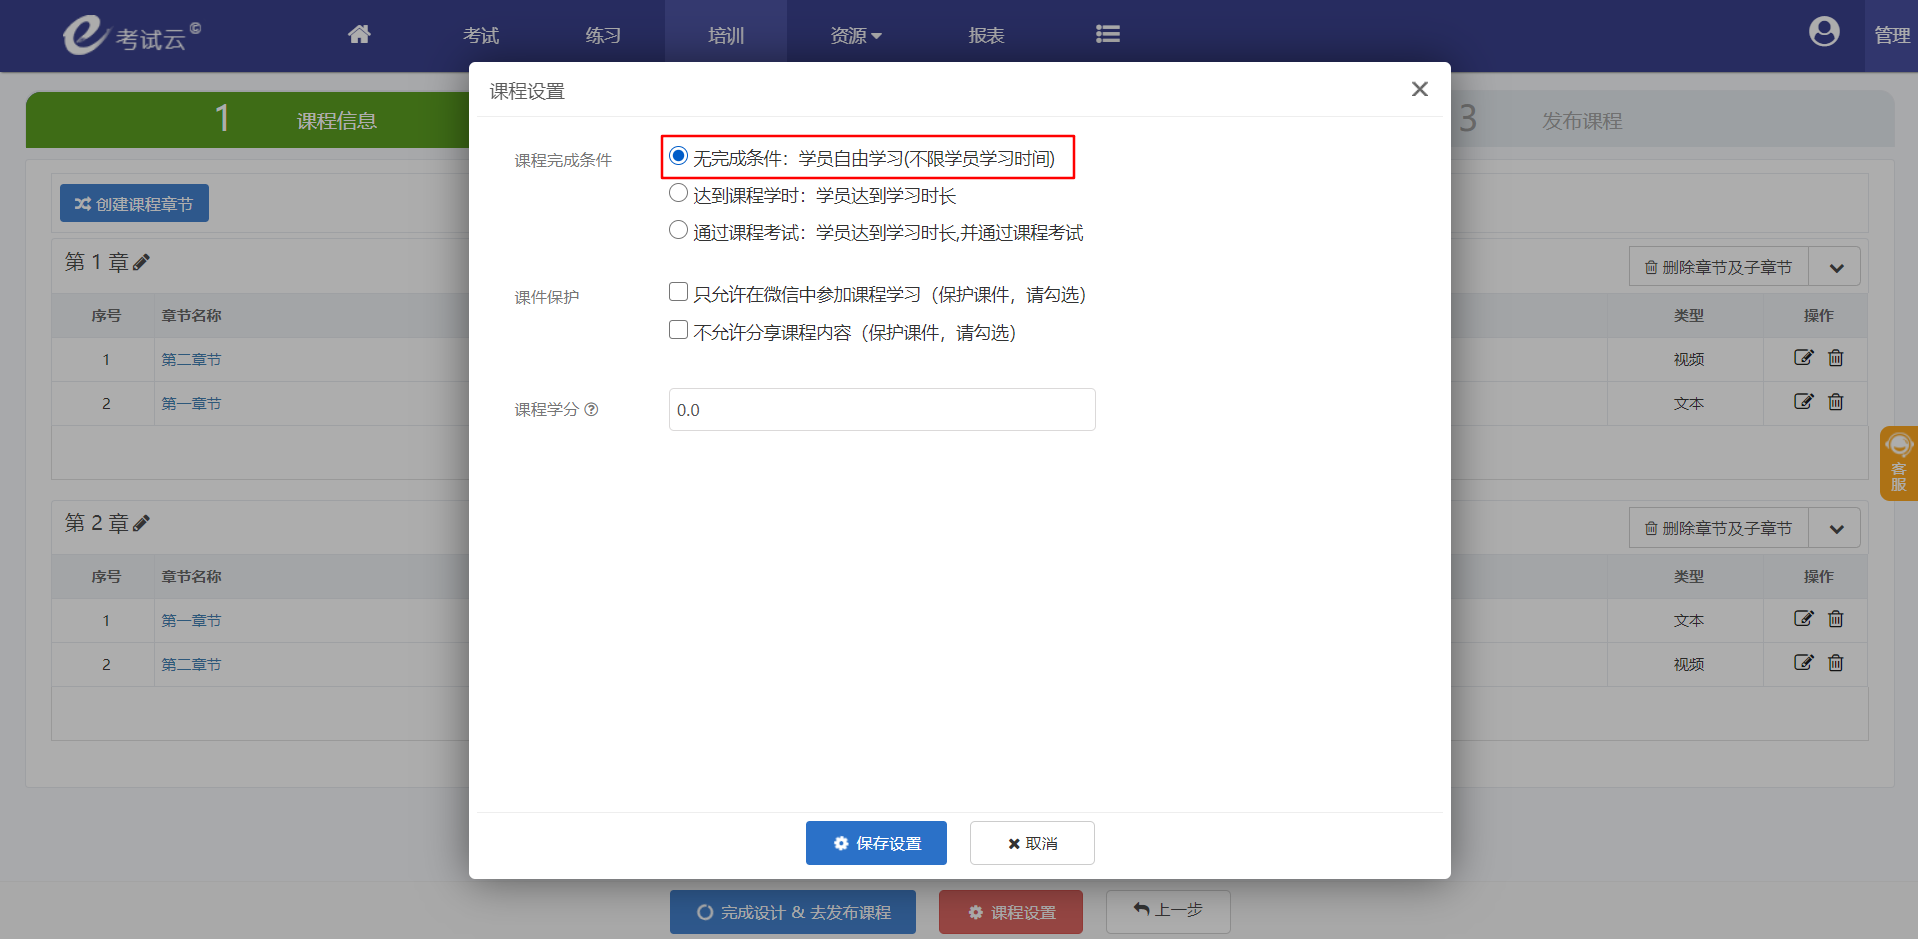 考试云©
考试
练习
培训
资源
报表
管理
1 课程信息
3 发布课程
创建课程章节
第 1 章
删除章节及子章节
序号 章节名称 类型 操作
1 第二章节 视频
2 第一章节 文本
第 2 章
删除章节及子章节
序号 章节名称 类型 操作
1 第一章节 文本
2 第二章节 视频
客服
课程设置
课程完成条件
无完成条件：学员自由学习(不限学员学习时间)
达到课程学时：学员达到学习时长
通过课程考试：学员达到学习时长,并通过课程考试
课件保护
只允许在微信中参加课程学习（保护课件，请勾选）
不允许分享课程内容（保护课件，请勾选）
课程学分
0.0
保存设置
取消
完成设计 & 去发布课程
课程设置
上一步